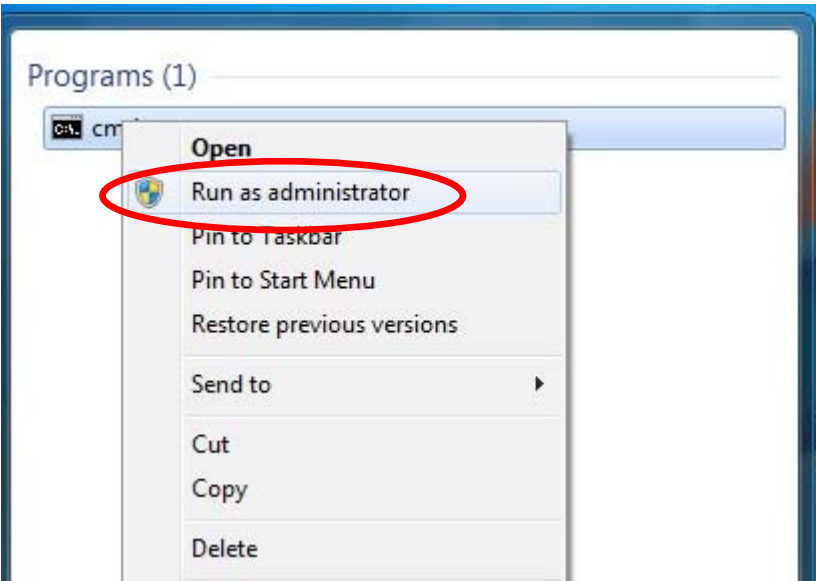 Programs (1)
C:\.
cm
Open
Run as administrator
Pin to Taskbar
Pin to Start Menu
Restore previous versions
Send to
Cut
Copy
Delete